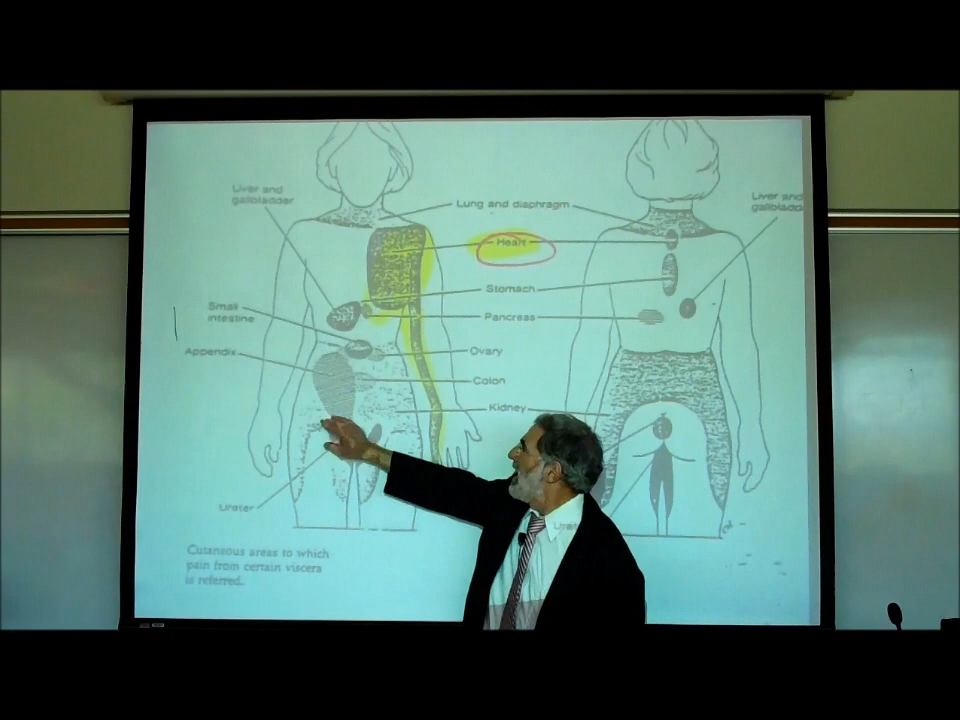 Liver and
gallbladder
Lung and diaphragm
Liver and
gallbladder
Heart
Stomach
Small
intestine
Pancreas
Appendix
Ovary
Colon
Kidney
Ureter
Cutaneous areas to which
pain from certain viscera
is referred.